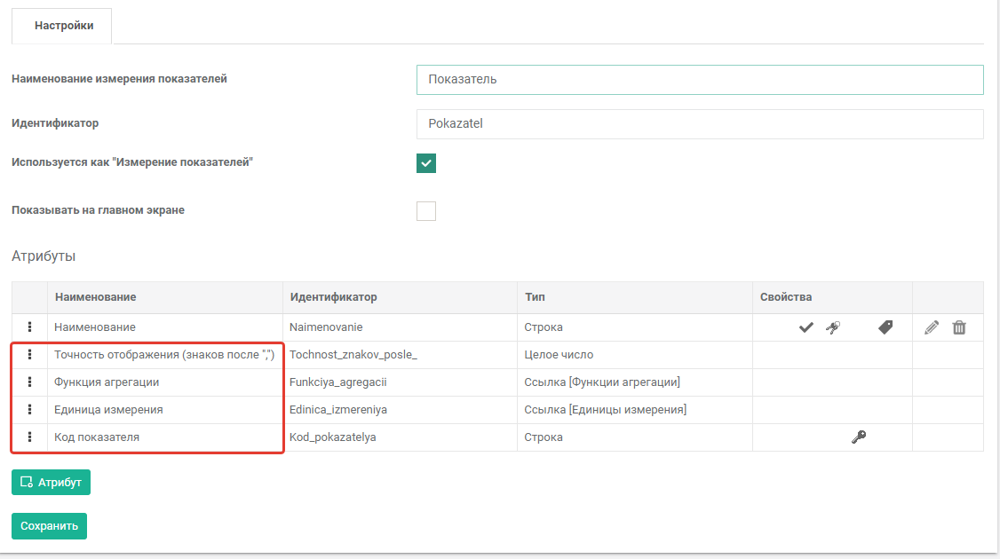 Настройки
Наименование измерения показателей Показатель
Идентификатор Pokazatel
Используется как "Измерение показателей"
Показывать на главном экране
Атрибуты
Наименование Идентификатор Тип Свойства
Наименование Naimenovanie Строка
Точность отображения (знаков после ",") Tochnost_znakov_posle_ Целое число
Функция агрегации Funkciya_agregacii Ссылка [Функции агрегации]
Единица измерения Edinica_izmereniya Ссылка [Единицы измерения]
Код показателя Kod_pokazatelya Строка
Атрибут
Сохранить